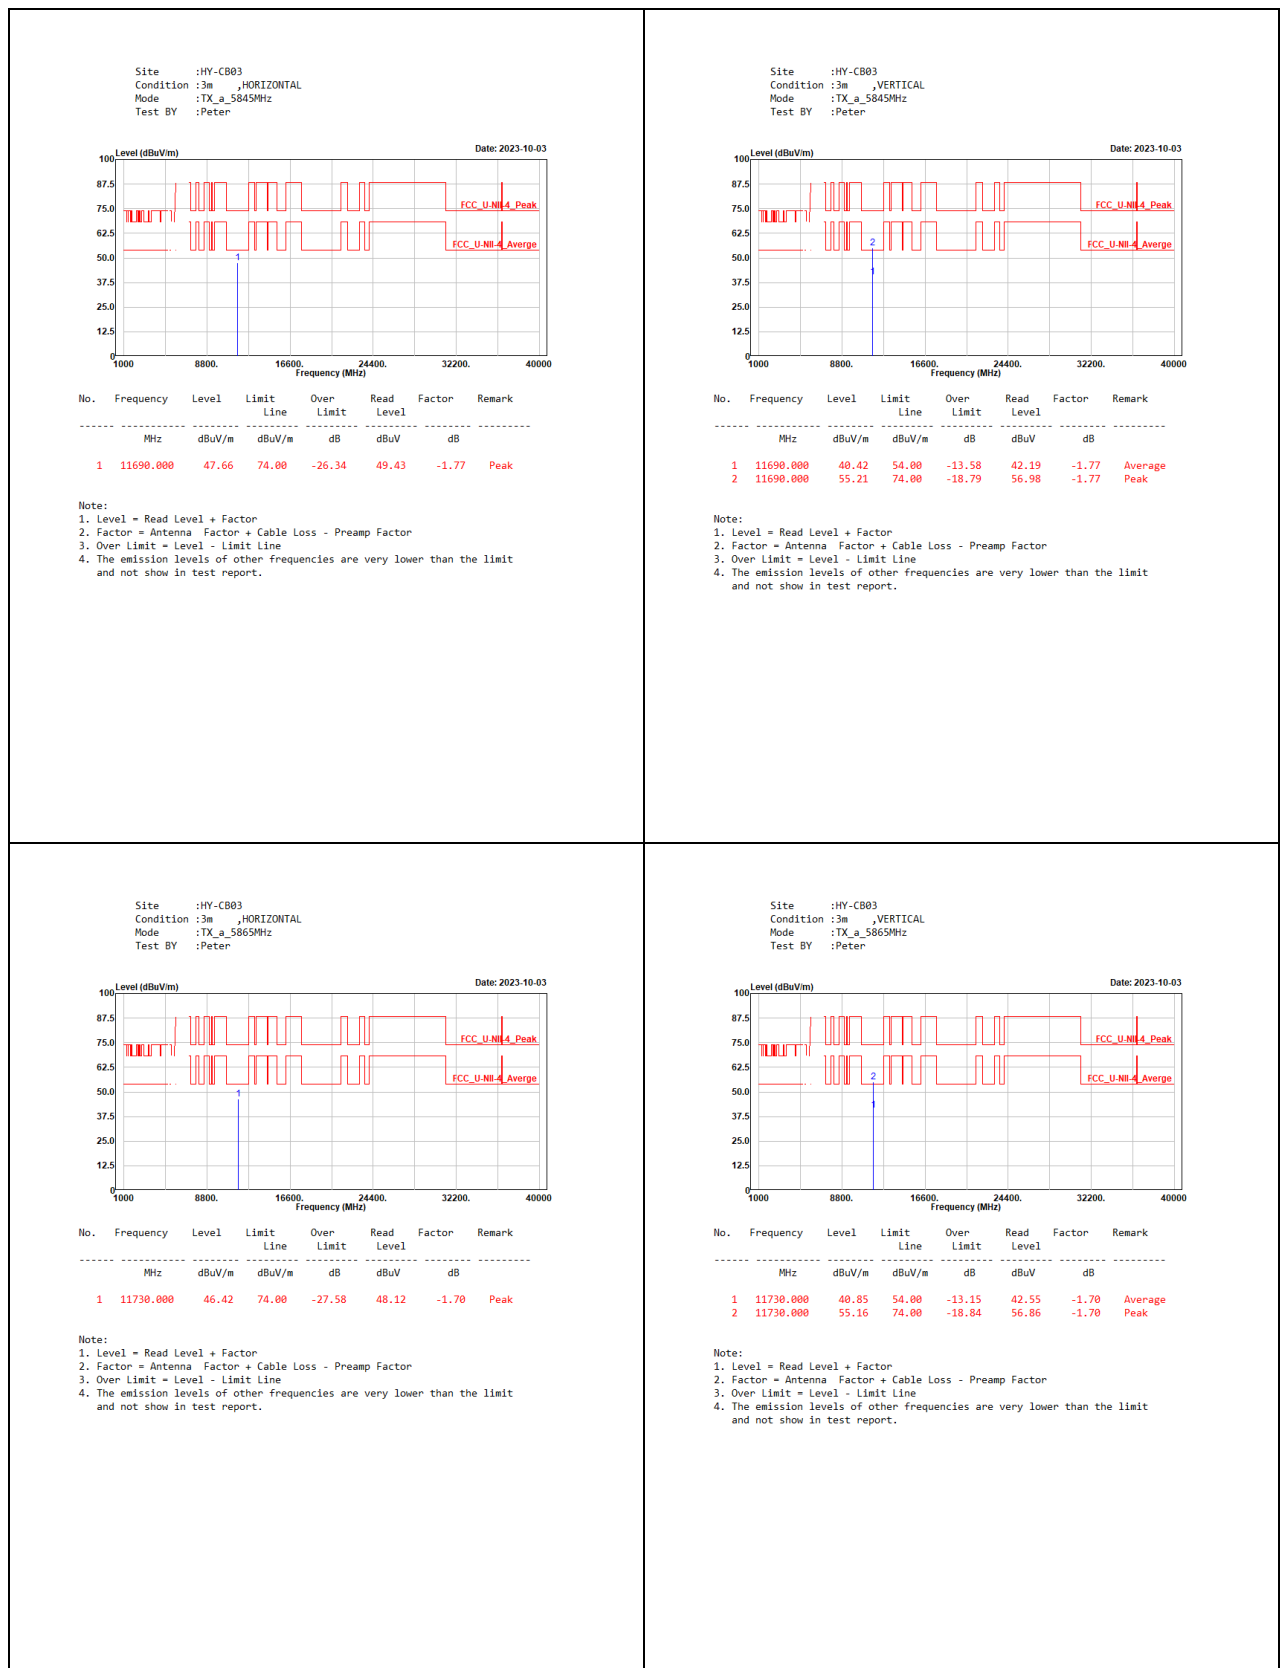 Site      :HY-CB03
Condition :3m    ,HORIZONTAL
Mode      :TX_a_5845MHz
Test BY   :Peter
Level (dBuV/m)
Date: 2023-10-03
100
87.5
75.0
62.5
50.0
37.5
25.0
12.5
0
FCC_U-NII-4_Peak
FCC_U-NII-4_Averge
1
1000 8800. 16600. 24400. 32200. 40000
Frequency (MHz)
No. Frequency Level Limit Over Read Factor Remark
Line Limit Level
------ ----------- -------- --------- --------- --------- -------- ---------
MHz dBuV/m dBuV/m dB dBuV dB
1 11690.000 47.66 74.00 -26.34 49.43 -1.77 Peak
Note:
1. Level = Read Level + Factor
2. Factor = Antenna  Factor + Cable Loss - Preamp Factor
3. Over Limit = Level - Limit Line
4. The emission levels of other frequencies are very lower than the limit
and not show in test report.
Site      :HY-CB03
Condition :3m    ,VERTICAL
Mode      :TX_a_5845MHz
Test BY   :Peter
Level (dBuV/m)
Date: 2023-10-03
100
87.5
75.0
62.5
50.0
37.5
25.0
12.5
0
FCC_U-NII-4_Peak
FCC_U-NII-4_Averge
2
1
1000 8800. 16600. 24400. 32200. 40000
Frequency (MHz)
No. Frequency Level Limit Over Read Factor Remark
Line Limit Level
------ ----------- -------- --------- --------- --------- -------- ---------
MHz dBuV/m dBuV/m dB dBuV dB
1 11690.000 40.42 54.00 -13.58 42.19 -1.77 Average
2 11690.000 55.21 74.00 -18.79 56.98 -1.77 Peak
Note:
1. Level = Read Level + Factor
2. Factor = Antenna  Factor + Cable Loss - Preamp Factor
3. Over Limit = Level - Limit Line
4. The emission levels of other frequencies are very lower than the limit
and not show in test report.
Site      :HY-CB03
Condition :3m    ,HORIZONTAL
Mode      :TX_a_5865MHz
Test BY   :Peter
Level (dBuV/m)
Date: 2023-10-03
100
87.5
75.0
62.5
50.0
37.5
25.0
12.5
0
FCC_U-NII-4_Peak
FCC_U-NII-4_Averge
1
1000 8800. 16600. 24400. 32200. 40000
Frequency (MHz)
No. Frequency Level Limit Over Read Factor Remark
Line Limit Level
------ ----------- -------- --------- --------- --------- -------- ---------
MHz dBuV/m dBuV/m dB dBuV dB
1 11730.000 46.42 74.00 -27.58 48.12 -1.70 Peak
Note:
1. Level = Read Level + Factor
2. Factor = Antenna  Factor + Cable Loss - Preamp Factor
3. Over Limit = Level - Limit Line
4. The emission levels of other frequencies are very lower than the limit
and not show in test report.
Site      :HY-CB03
Condition :3m    ,VERTICAL
Mode      :TX_a_5865MHz
Test BY   :Peter
Level (dBuV/m)
Date: 2023-10-03
100
87.5
75.0
62.5
50.0
37.5
25.0
12.5
0
FCC_U-NII-4_Peak
FCC_U-NII-4_Averge
2
1
1000 8800. 16600. 24400. 32200. 40000
Frequency (MHz)
No. Frequency Level Limit Over Read Factor Remark
Line Limit Level
------ ----------- -------- --------- --------- --------- -------- ---------
MHz dBuV/m dBuV/m dB dBuV dB
1 11730.000 40.85 54.00 -13.15 42.55 -1.70 Average
2 11730.000 55.16 74.00 -18.84 56.86 -1.70 Peak
Note:
1. Level = Read Level + Factor
2. Factor = Antenna  Factor + Cable Loss - Preamp Factor
3. Over Limit = Level - Limit Line
4. The emission levels of other frequencies are very lower than the limit
and not show in test report.